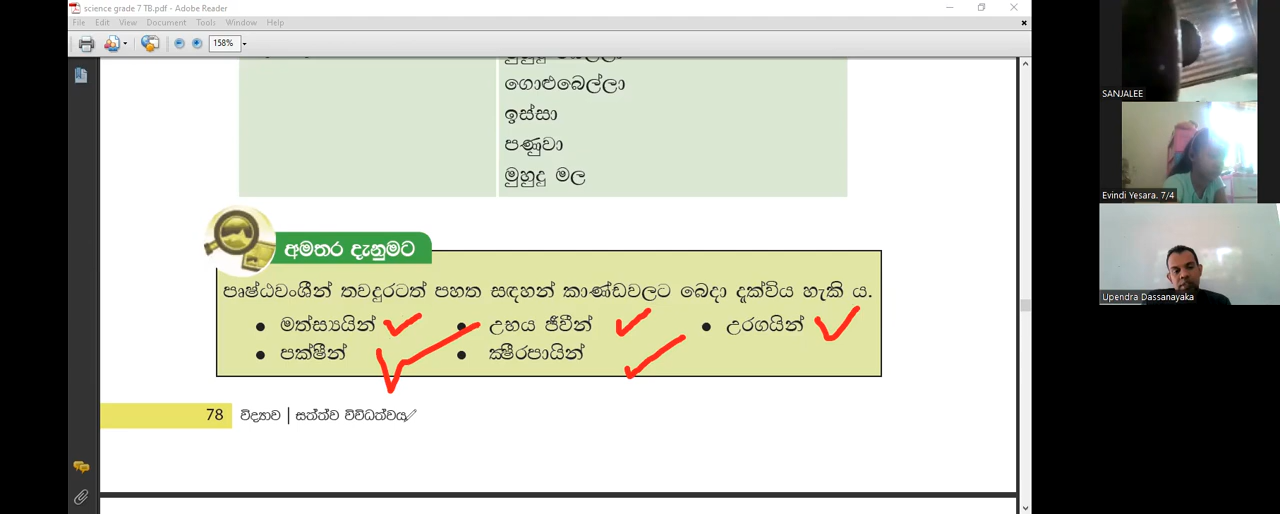 science grade 7 TB.pdf - Adobe Reader
File Edit View Document Tools Window Help
158%
ගොළුබෙල්ලා
ඉස්සා
පණුවා
මුහුදු මල
අමතර දැනුමට
පෘෂ්ඨවංශීන් තවදුරටත් පහත සඳහන් කාණ්ඩවලට බෙදා දැක්විය හැකි ය.
• මත්ස්‍යයින් • උභය ජීවීන් • උරගයින්
• පක්ෂීන් • ක්ෂීරපායින්
78 විද්‍යාව | සත්ත්ව විවිධත්වය
SANJALEE
Evindi Yesara. 7/4
Upendra Dassanayaka